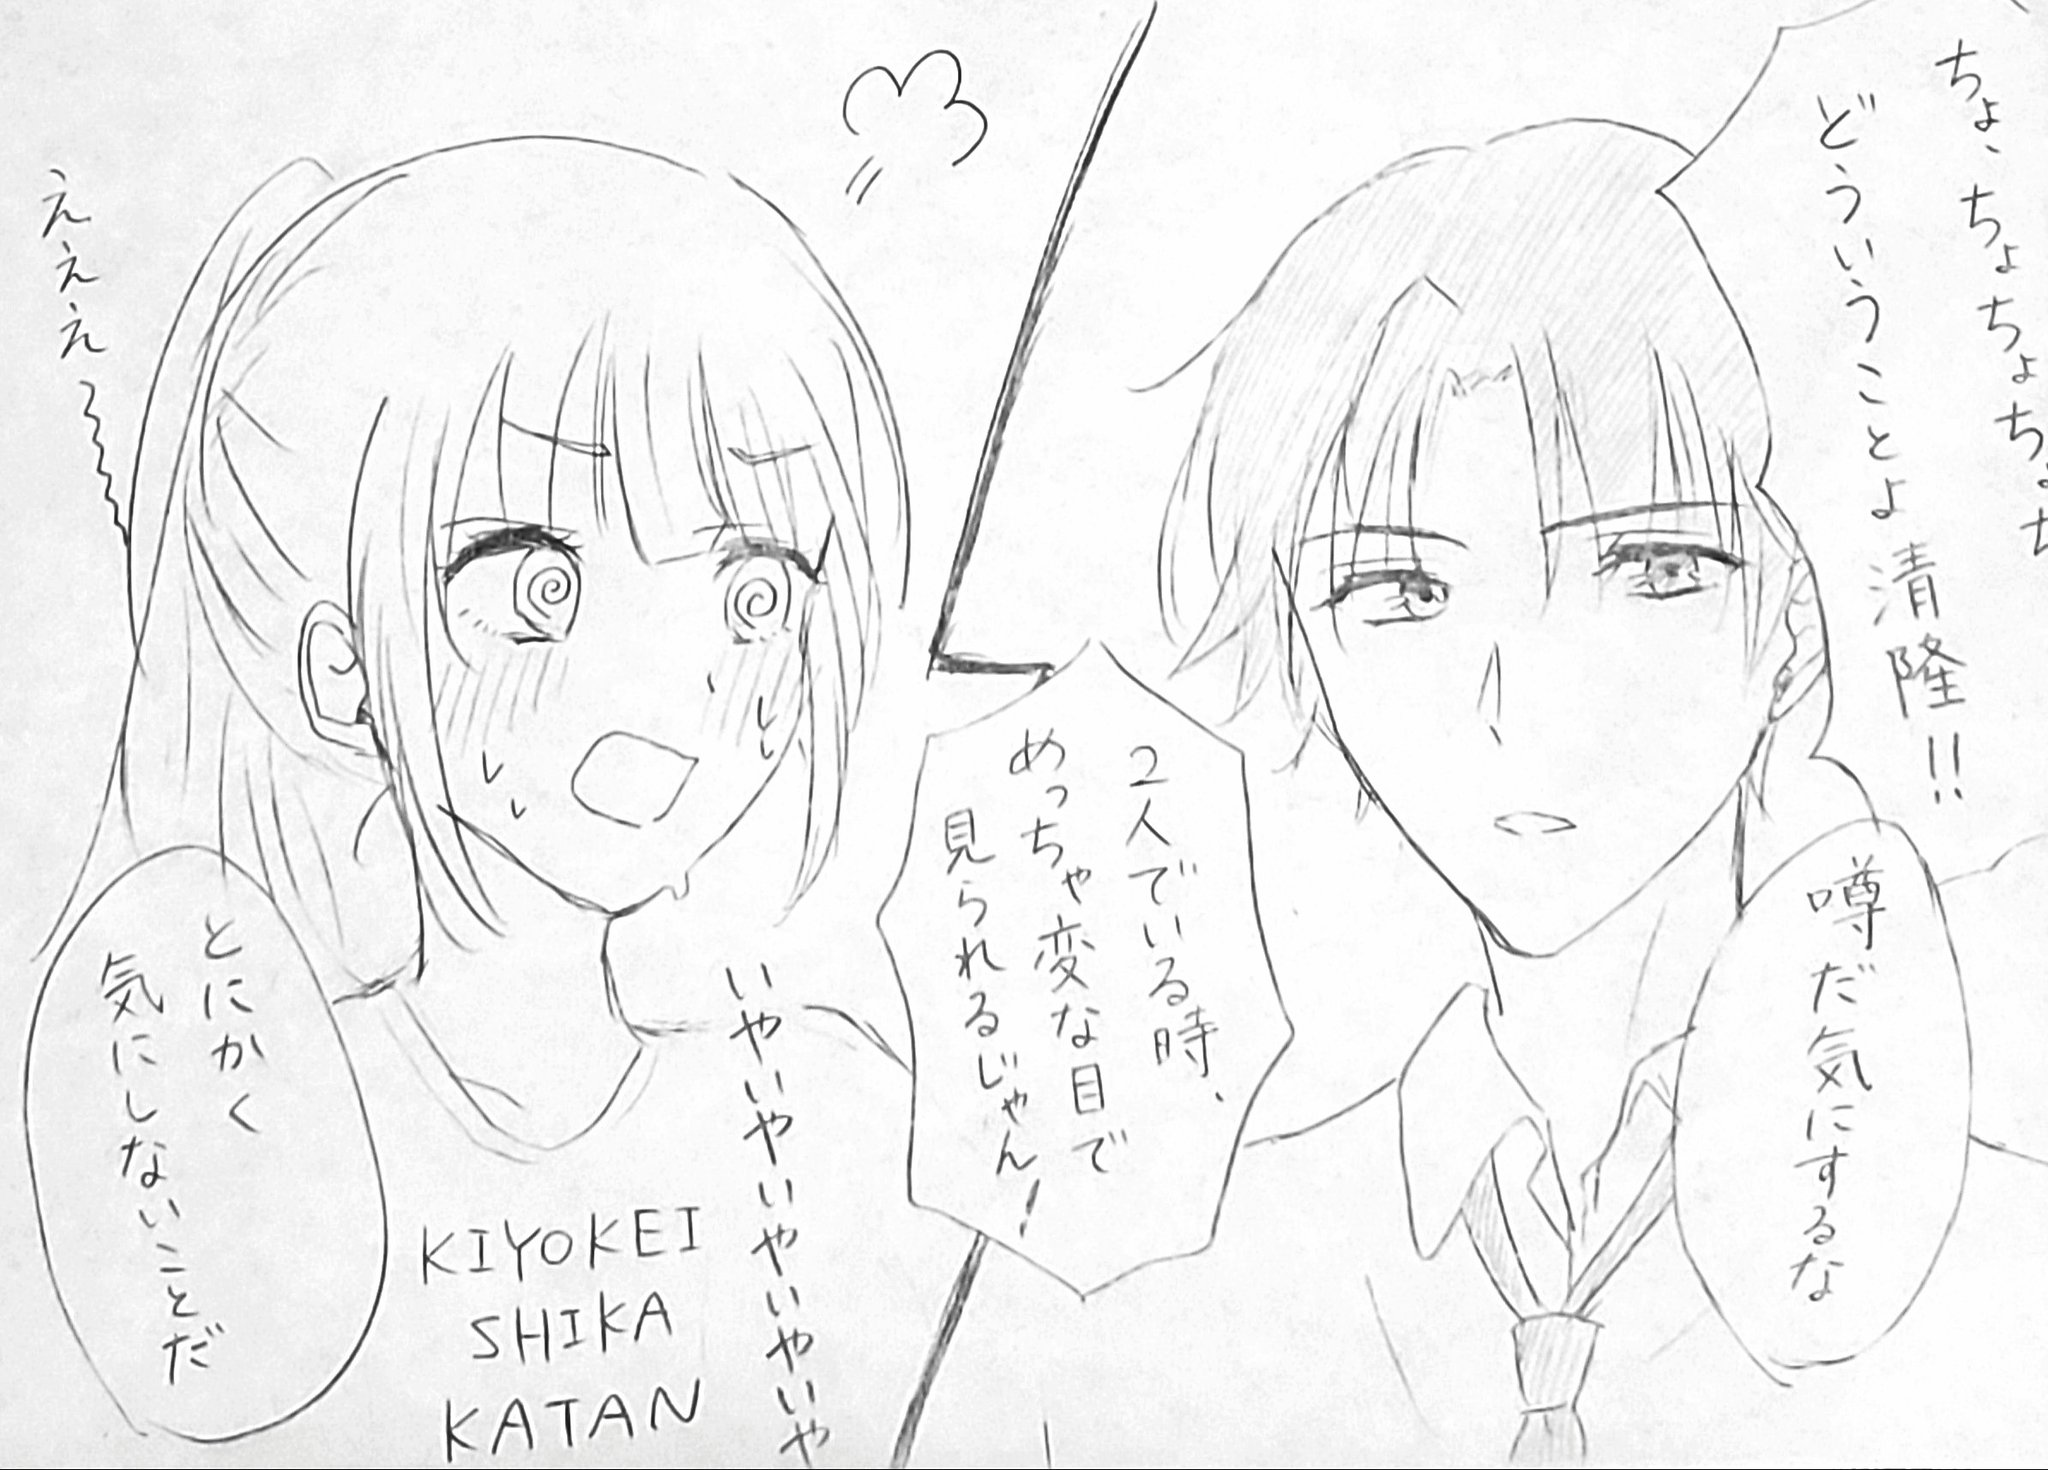 ちょ、ちょちょちょち
どういうことよ清隆!!
噂だ気にするな
2人でいる時、
めっちゃ変な目で
見られるじゃん!
いやいやいやいやいや
とにかく
気にしないことだ
えええ〜
KIYOKEI
SHIKA
KATAN